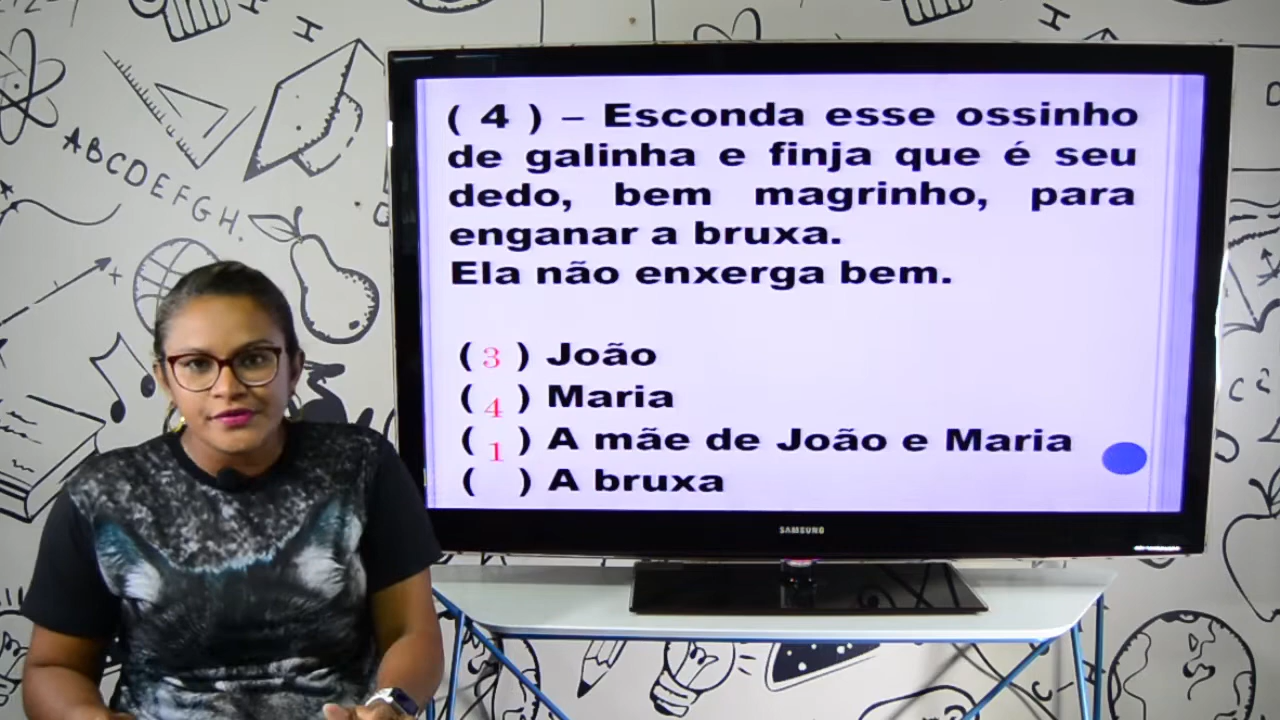 ( 4 ) – Esconda esse ossinho
de galinha e finja que é seu
dedo, bem magrinho, para
enganar a bruxa.
Ela não enxerga bem.
( 3 ) João
( 4 ) Maria
( 1 ) A mãe de João e Maria
( ) A bruxa
SAMSUNG
ABCDEFGH.